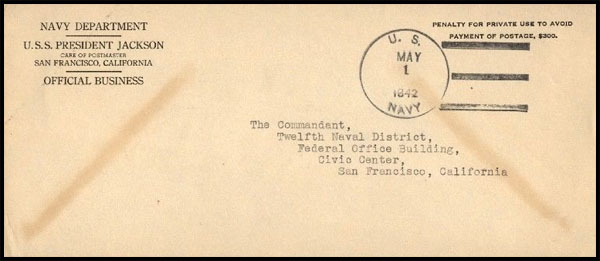 NAVY DEPARTMENT
U.S.S. PRESIDENT JACKSON
CARE OF POSTMASTER
SAN FRANCISCO, CALIFORNIA
OFFICIAL BUSINESS
PENALTY FOR PRIVATE USE TO AVOID
PAYMENT OF POSTAGE, $300.
U. S.
MAY
1
1942
NAVY
The Commandant,
Twelfth Naval District,
Federal Office Building,
Civic Center,
San Francisco, California